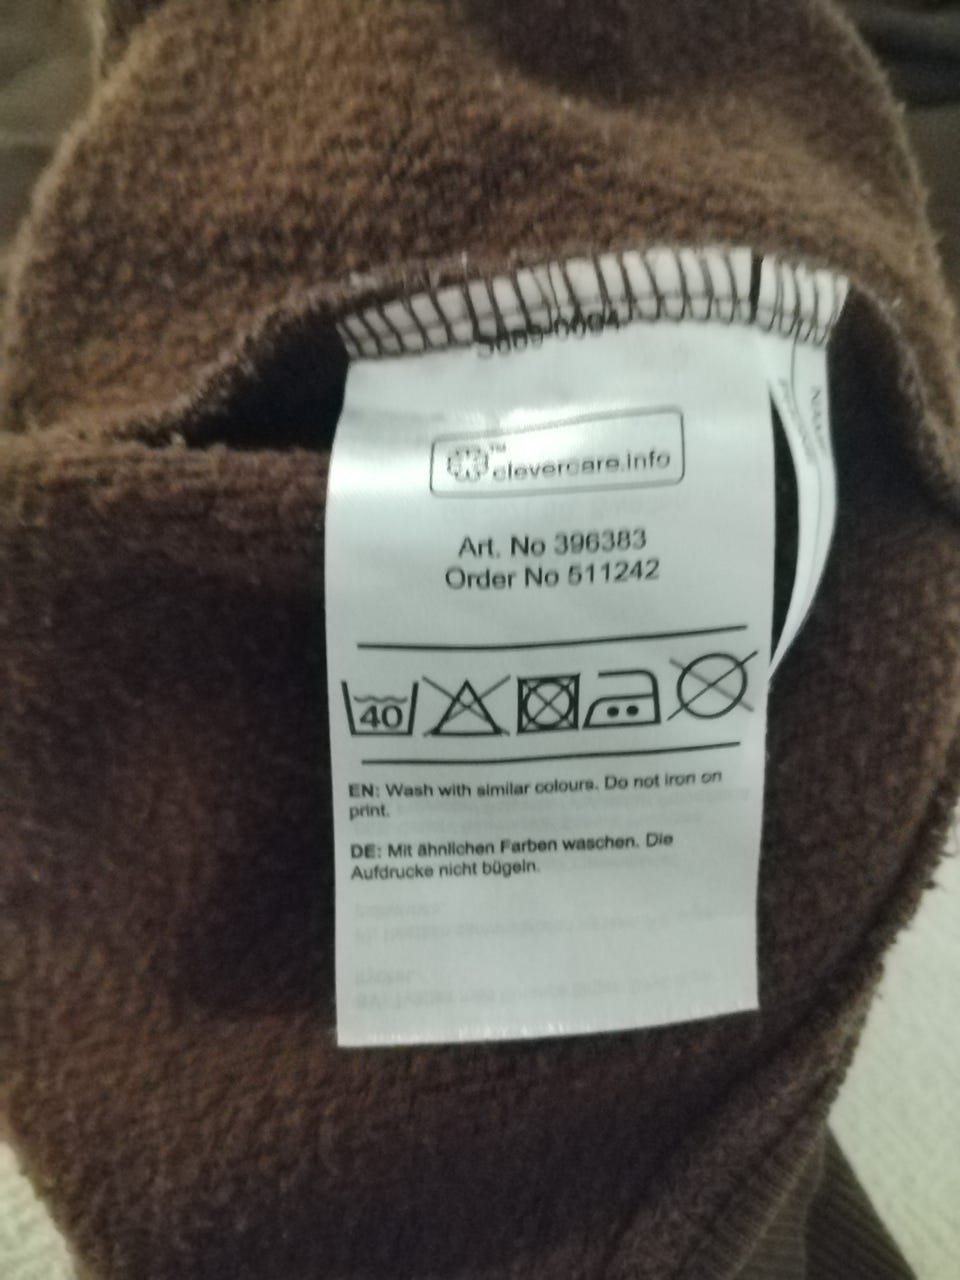 ™
clevercare.info
Art. No 396383
Order No 511242
40
EN: Wash with similar colours. Do not iron on
print.
DE: Mit ähnlichen Farben waschen. Die
Aufdrucke nicht bügeln.